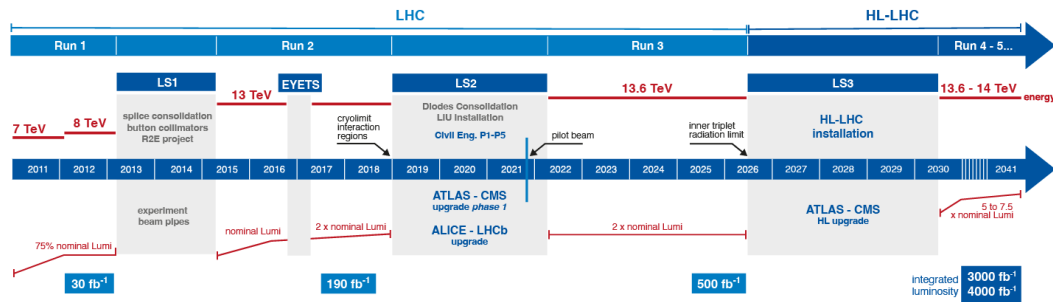 LHC
HL-LHC
Run 1
Run 2
Run 3
Run 4 - 5...
LS1
EYETS
LS2
LS3
7 TeV
8 TeV
13 TeV
13.6 TeV
13.6 - 14 TeV
energy
splice consolidation
button collimators
R2E project
cryolimit
interaction
regions
Diodes Consolidation
LIU Installation
Civil Eng. P1-P5
pilot beam
inner triplet
radiation limit
HL-LHC
installation
2011
2012
2013
2014
2015
2016
2017
2018
2019
2020
2021
2022
2023
2024
2025
2026
2027
2028
2029
2030
2041
experiment
beam pipes
75% nominal Lumi
nominal Lumi
2 x nominal Lumi
ATLAS - CMS
upgrade phase 1
ALICE - LHCb
upgrade
2 x nominal Lumi
ATLAS - CMS
HL upgrade
5 to 7.5
x nominal Lumi
30 fb⁻¹
190 fb⁻¹
500 fb⁻¹
integrated
luminosity
3000 fb⁻¹
4000 fb⁻¹